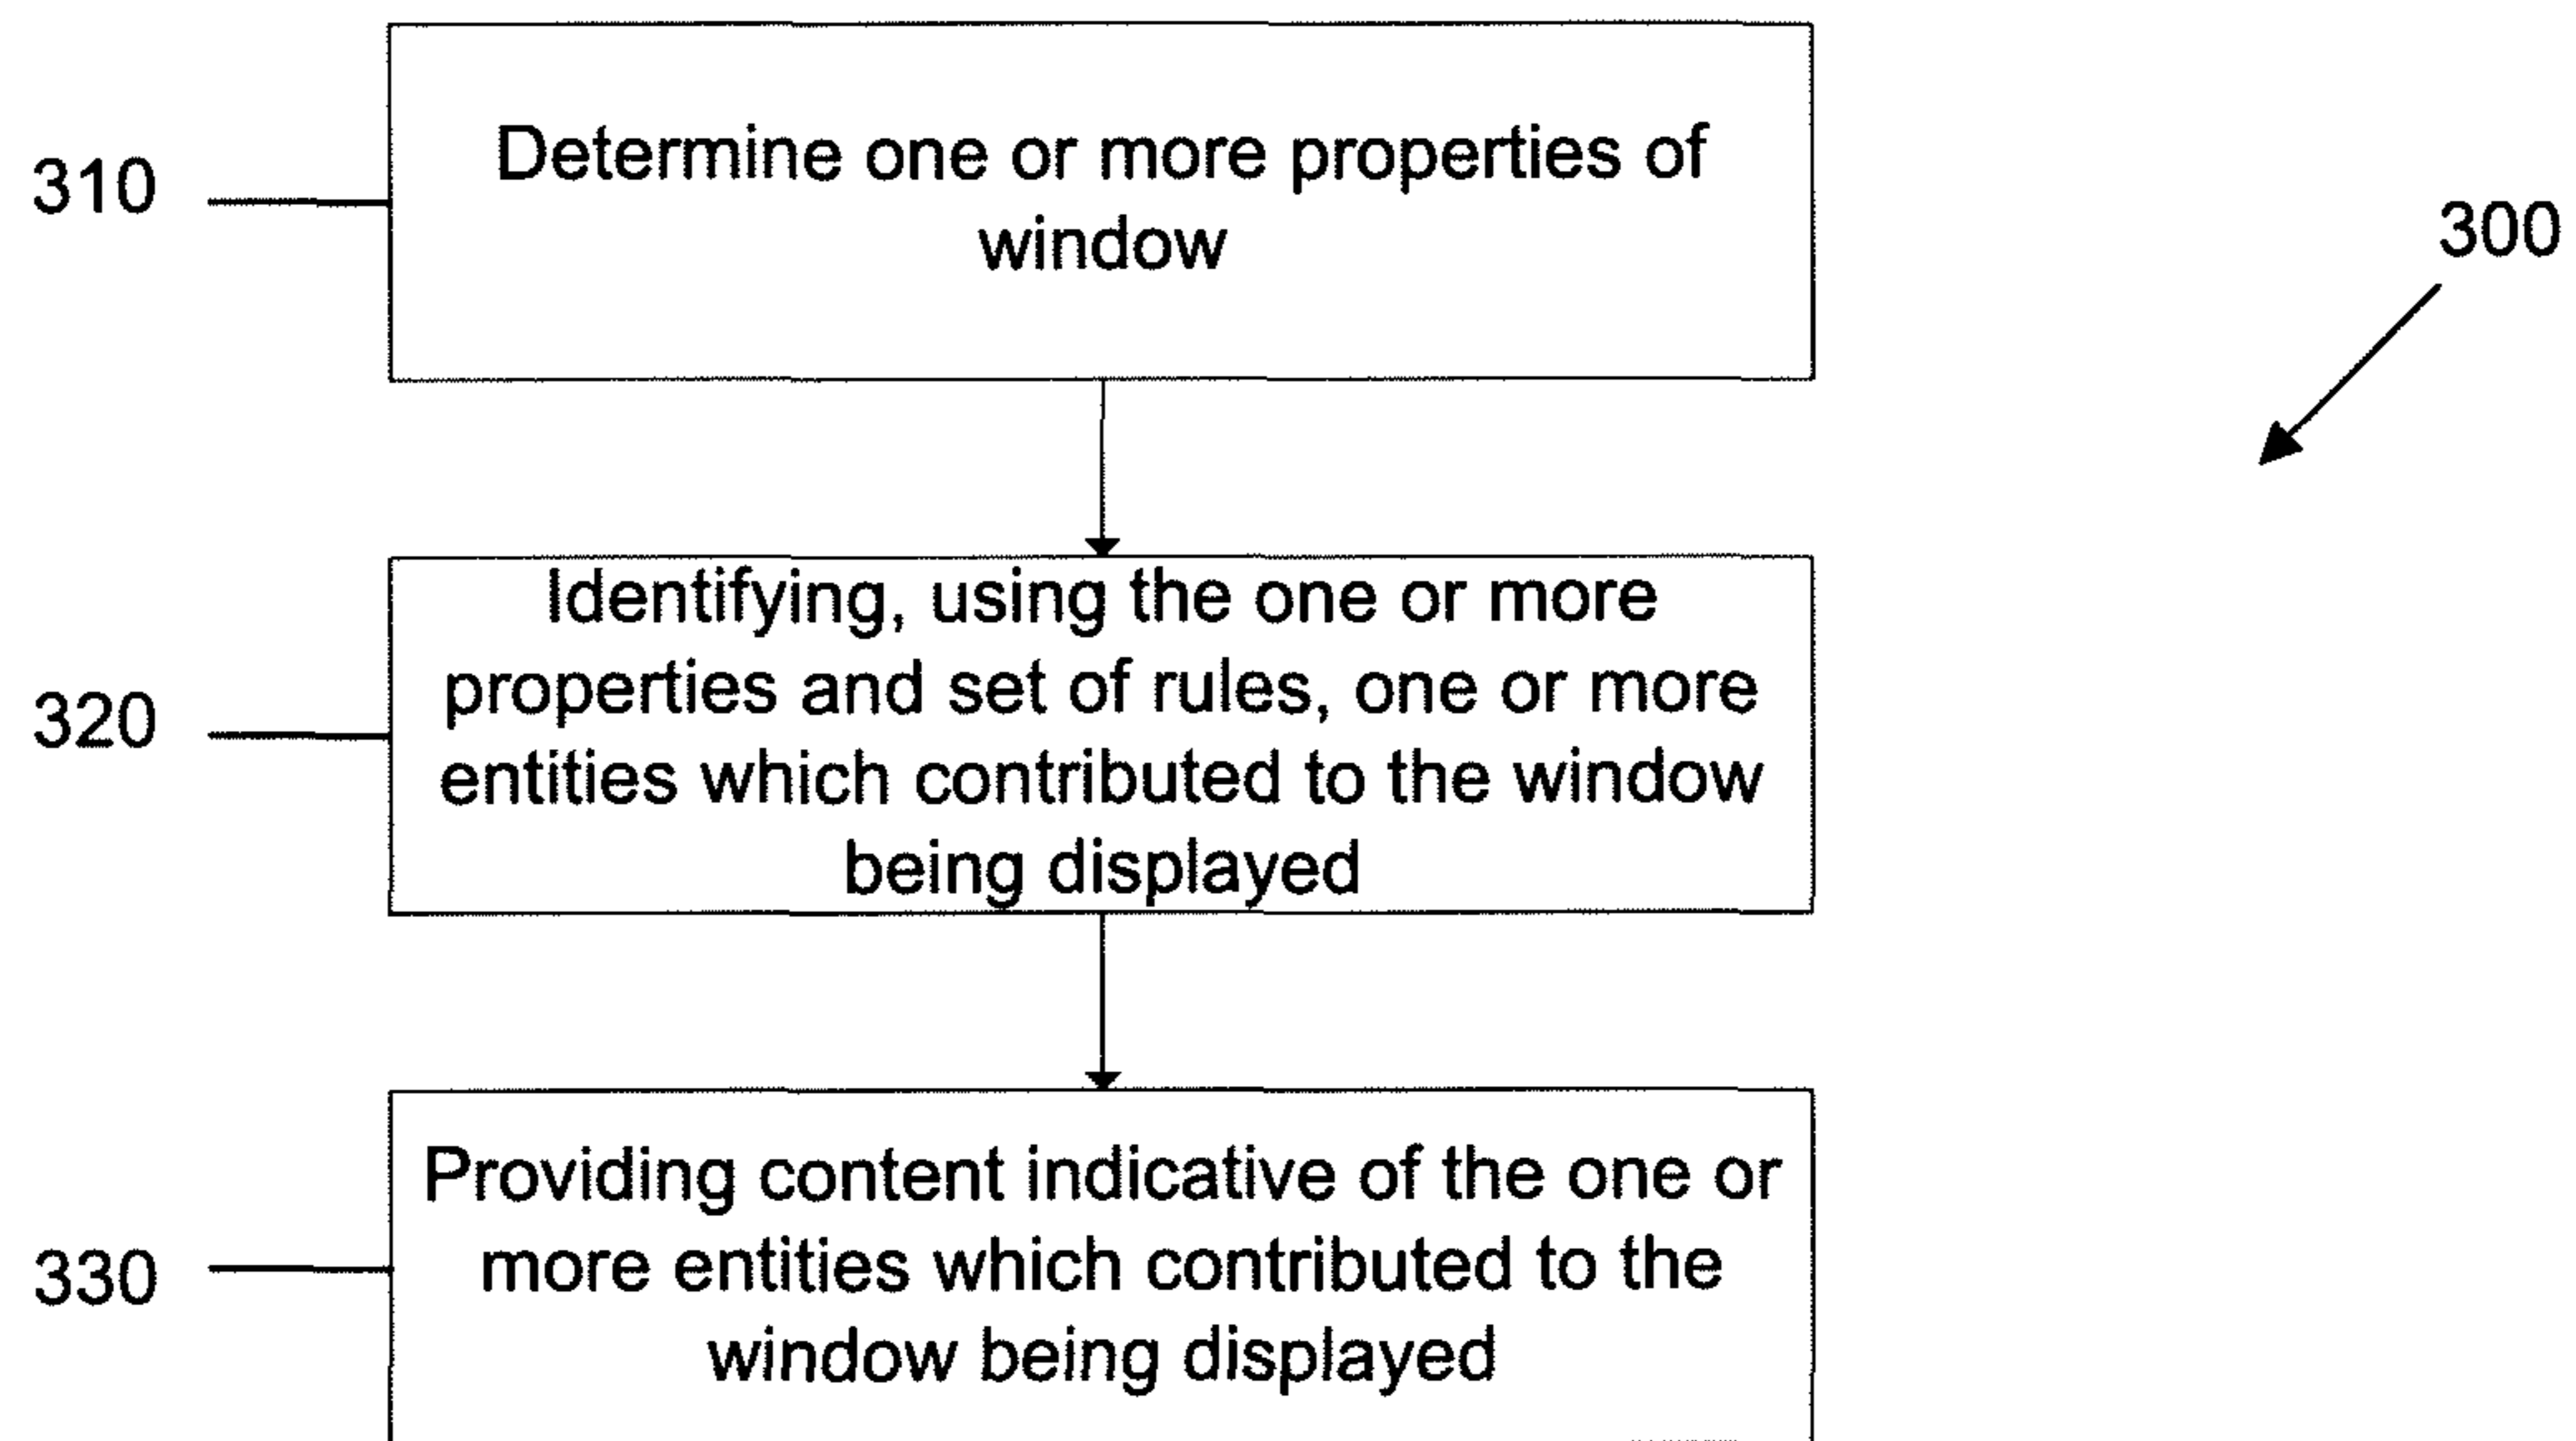 310
Determine one or more properties of
window
300
320
Identifying, using the one or more
properties and set of rules, one or more
entities which contributed to the window
being displayed
330
Providing content indicative of the one or
more entities which contributed to the
window being displayed